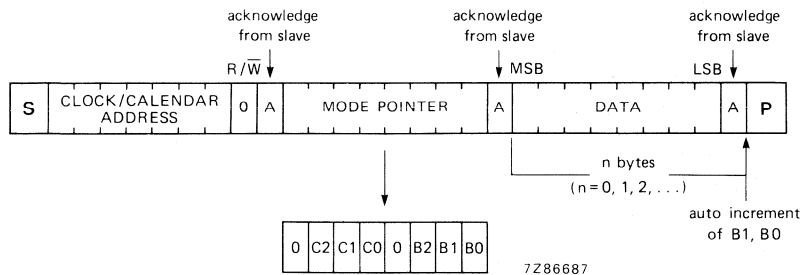 acknowledge from slave
acknowledge from slave
acknowledge from slave
R/W̅
MSB
LSB
S
CLOCK/CALENDAR ADDRESS
0
A
MODE POINTER
A
DATA
A
P
n bytes
(n=0, 1, 2, ...)
auto increment of B1, B0
0 C2 C1 C0 0 B2 B1 B0
7Z86687